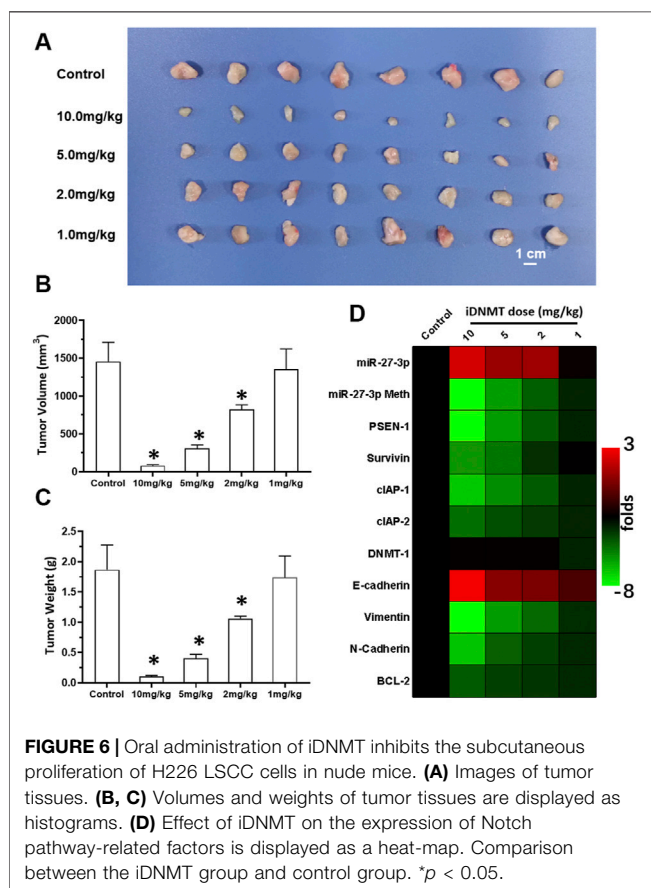 A
Control
10.0mg/kg
5.0mg/kg
2.0mg/kg
1.0mg/kg
1 cm
B
Tumor Volume (mm³)
2000
1500
1000
500
0
*
*
*
Control 10mg/kg 5mg/kg 2mg/kg 1mg/kg
C
Tumor Weight (g)
2.5
2.0
1.5
1.0
0.5
0.0
*
*
*
Control 10mg/kg 5mg/kg 2mg/kg 1mg/kg
D
Control
iDNMT dose (mg/kg)
10 5 2 1
miR-27-3p
miR-27-3p Meth
PSEN-1
Survivin
cIAP-1
cIAP-2
DNMT-1
E-cadherin
Vimentin
N-Cadherin
BCL-2
3
folds
-8
FIGURE 6 | Oral administration of iDNMT inhibits the subcutaneous
proliferation of H226 LSCC cells in nude mice. (A) Images of tumor
tissues. (B, C) Volumes and weights of tumor tissues are displayed as
histograms. (D) Effect of iDNMT on the expression of Notch
pathway-related factors is displayed as a heat-map. Comparison
between the iDNMT group and control group. *p < 0.05.